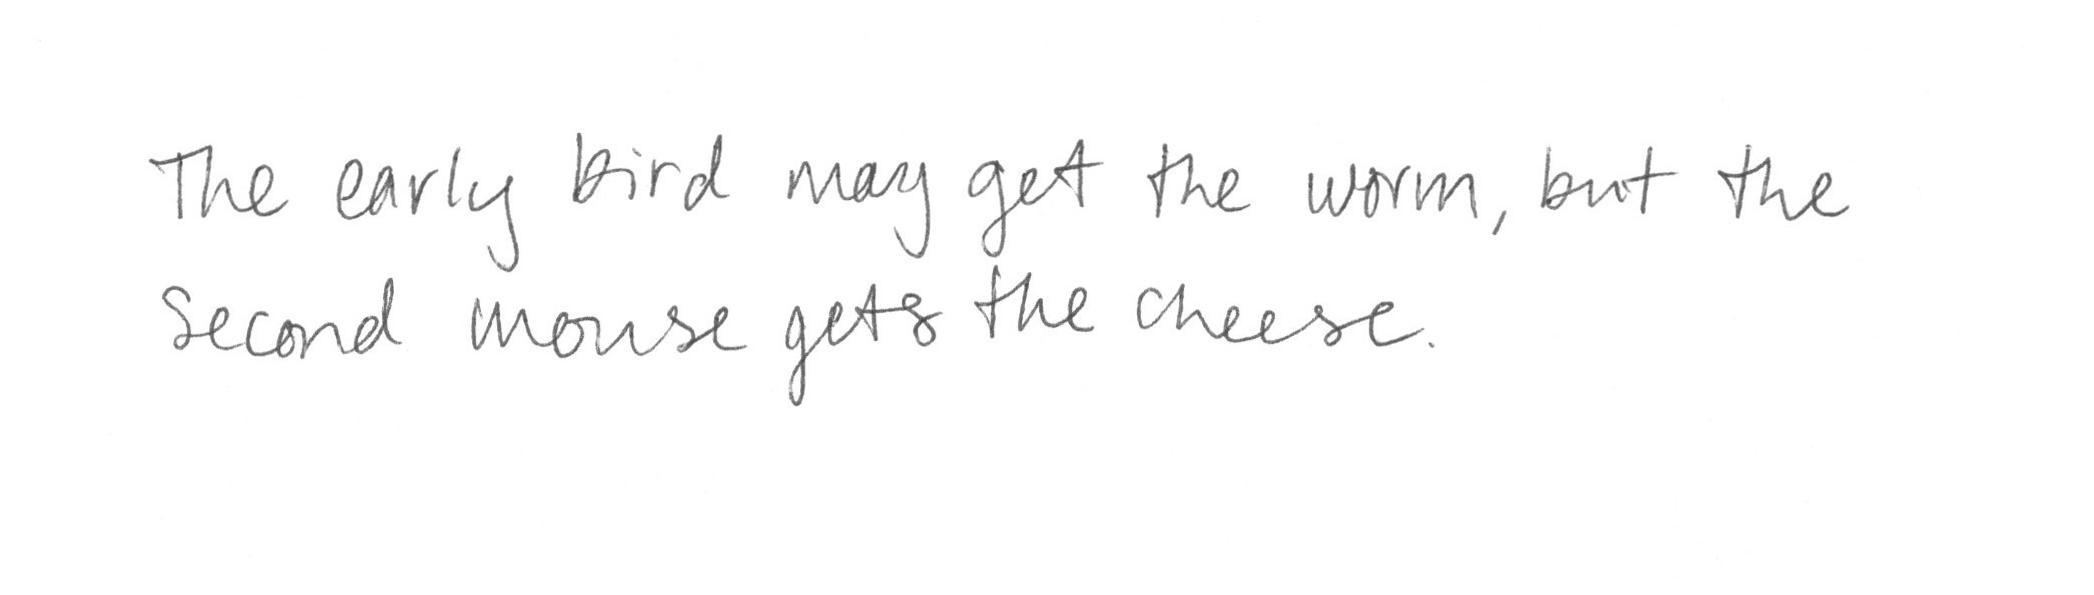 The early bird may get the worm, but the
second mouse gets the cheese.